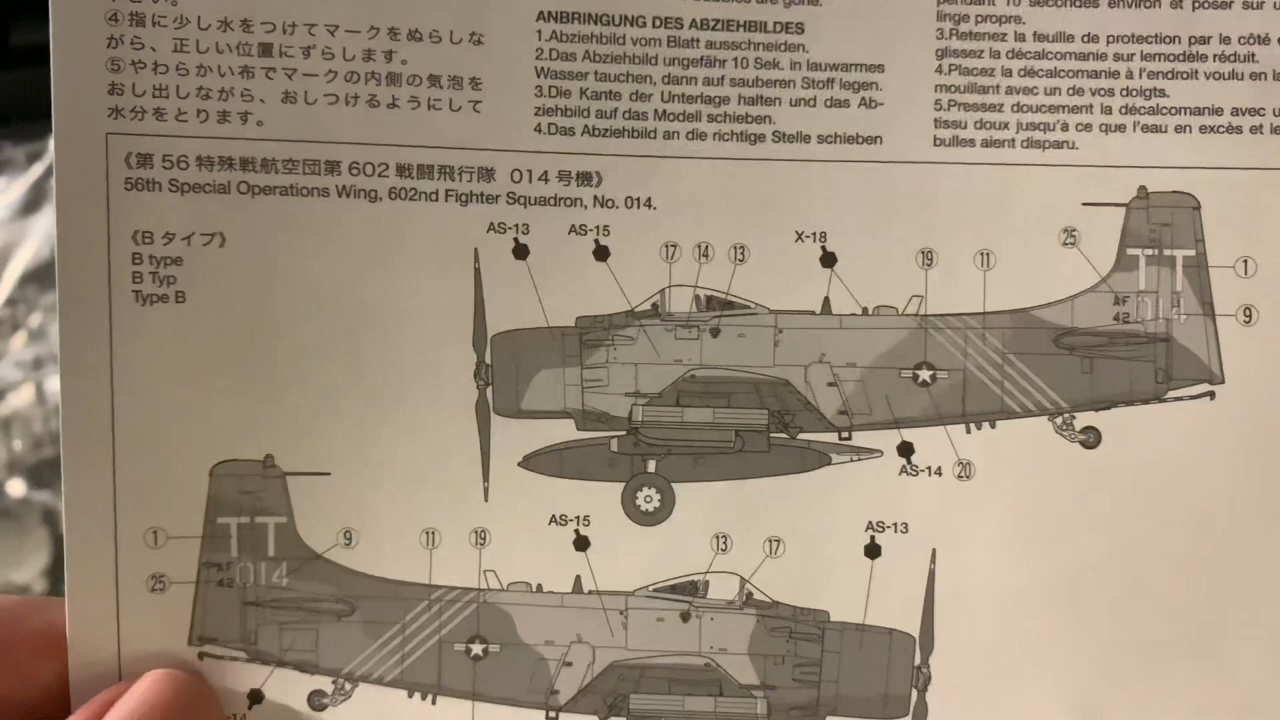 ④指に少し水をつけてマークをぬらしな
がら、正しい位置にずらします。
⑤やわらかい布でマークの内側の気泡を
おし出しながら、おしつけるようにして
水分をとります。
are gone.
ANBRINGUNG DES ABZIEHBILDES
1.Abziehbild vom Blatt ausschneiden.
2.Das Abziehbild ungefähr 10 Sek. in lauwarmes
Wasser tauchen, dann auf sauberen Stoff legen.
3.Die Kante der Unterlage halten und das Ab-
ziehbild auf das Modell schieben.
4.Das Abziehbild an die richtige Stelle schieben
pendant 10 secondes environ et poser sur
linge propre.
3.Retenez la feuille de protection par le côté
glissez la décalcomanie sur lemodèle réduit.
4.Placez la décalcomanie à l'endroit voulu en
mouillant avec un de vos doigts.
5.Pressez doucement la décalcomanie avec
tissu doux jusqu'à ce que l'eau en excès et
bulles aient disparu.
《第56特殊戦航空団第602戦闘飛行隊 014号機》
56th Special Operations Wing, 602nd Fighter Squadron, No. 014.
《Bタイプ》
B type
B Typ
Type B
AS-13 AS-15 X-18
⑰ ⑭ ⑬ ⑲ ⑪ ㉕ ①
TT
AF
42 014 ⑨
AS-14 ⑳
AS-15 AS-13
① ⑨ ⑪ ⑲ ⑬ ⑰
TT
㉕ AF
42 014
-14